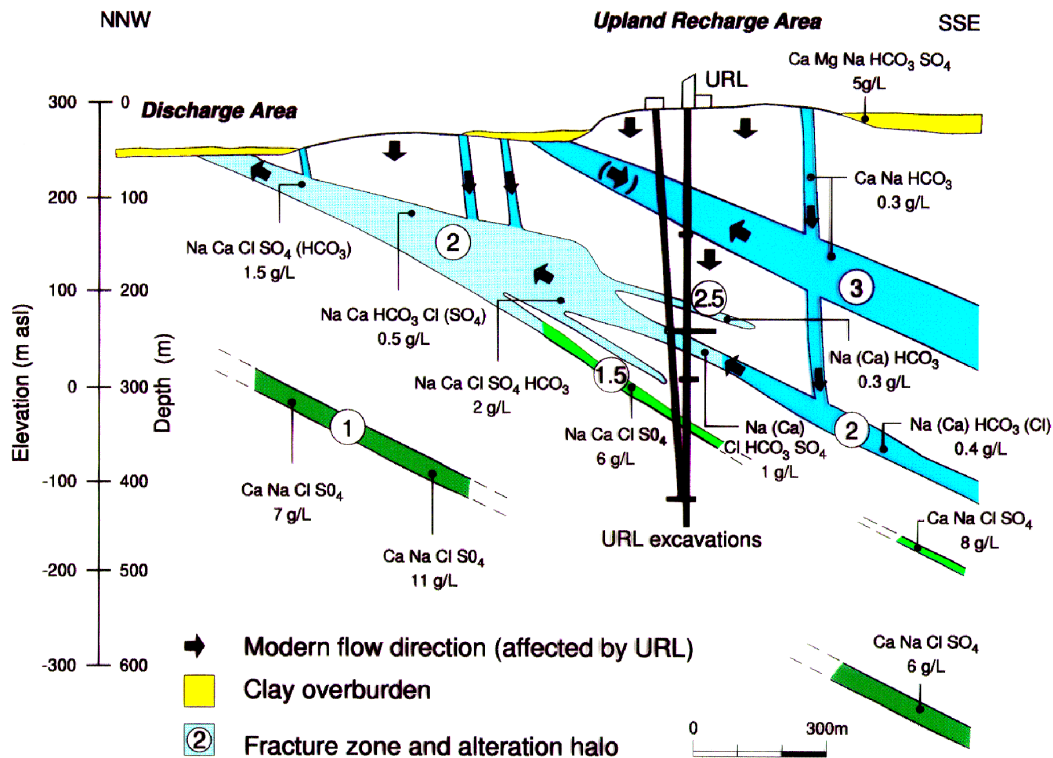 NNW
Upland Recharge Area
SSE
Ca Mg Na HCO₃ SO₄
5g/L
URL
300
0
Discharge Area
200
100
Ca Na HCO₃
0.3 g/L
Na Ca Cl SO₄ (HCO₃)
1.5 g/L
2
3
2.5
100
200
Na Ca HCO₃ Cl (SO₄)
0.5 g/L
Na (Ca) HCO₃
0.3 g/L
Na Ca Cl SO₄ HCO₃
2 g/L
1.5
Elevation (m asl)
Depth (m)
0
300
1
Na Ca Cl S0₄
6 g/L
Na (Ca)
Cl HCO₃ SO₄
1 g/L
2
Na (Ca) HCO₃ (Cl)
0.4 g/L
-100
400
Ca Na Cl S0₄
7 g/L
Ca Na Cl S0₄
11 g/L
URL excavations
Ca Na Cl SO₄
8 g/L
-200
500
-300
600
Modern flow direction (affected by URL)
Clay overburden
2
Fracture zone and alteration halo
Ca Na Cl SO₄
6 g/L
0
300m